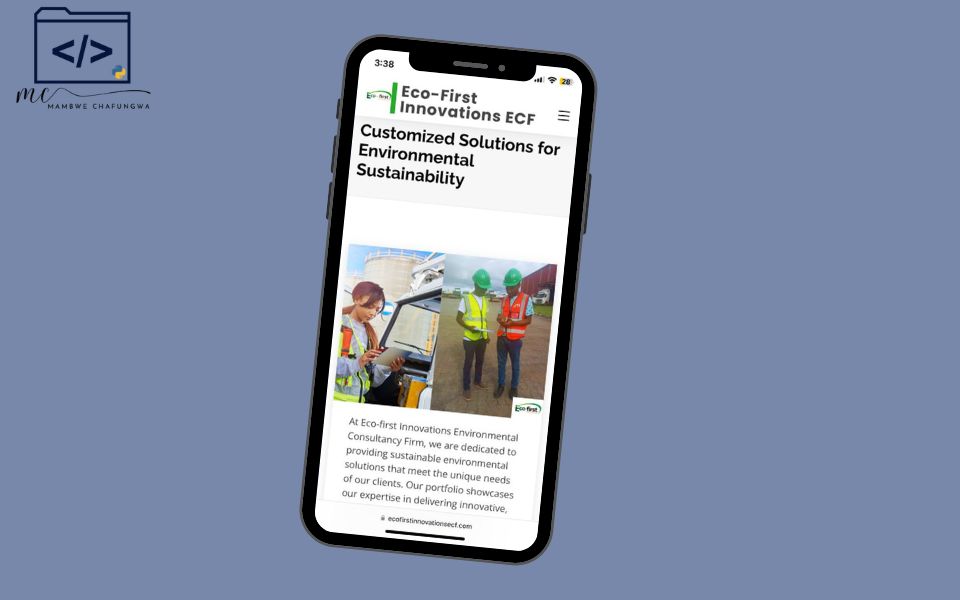 </>
mc
MAMBWE CHAFUNGWA
3:38
28
Eco-first
Eco-First
Innovations ECF
Customized Solutions for
Environmental
Sustainability
Eco-first
At Eco-first Innovations Environmental
Consultancy Firm, we are dedicated to
providing sustainable environmental
solutions that meet the unique needs
of our clients. Our portfolio showcases
our expertise in delivering innovative,
ecofirstinnovationsecf.com